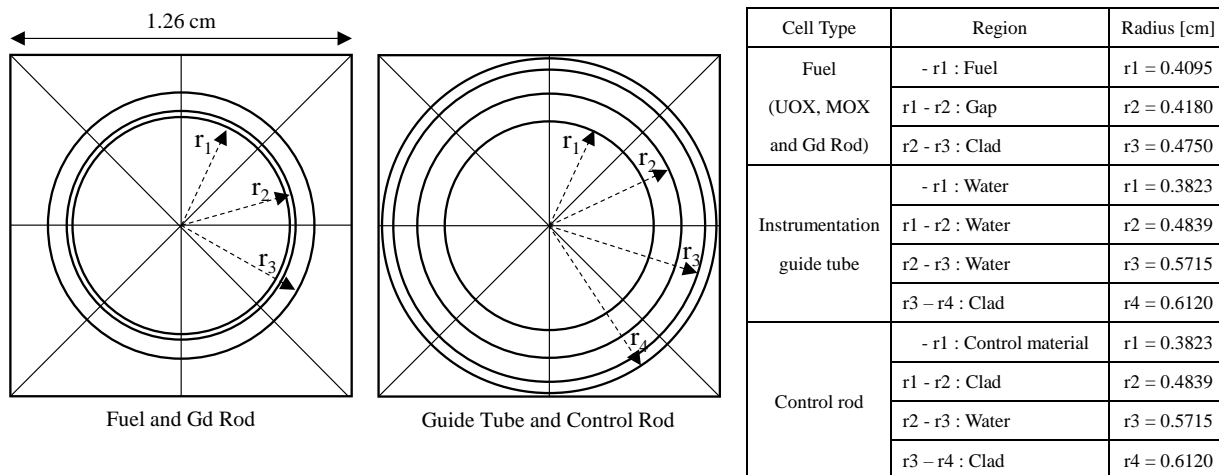 1.26 cm
r1
r2
r3
Fuel and Gd Rod
r1
r2
r3
r4
Guide Tube and Control Rod
Cell Type Region Radius [cm]
Fuel
(UOX, MOX
and Gd Rod)
- r1 : Fuel r1 = 0.4095
r1 - r2 : Gap r2 = 0.4180
r2 - r3 : Clad r3 = 0.4750
Instrumentation
guide tube
- r1 : Water r1 = 0.3823
r1 - r2 : Water r2 = 0.4839
r2 - r3 : Water r3 = 0.5715
r3 – r4 : Clad r4 = 0.6120
Control rod
- r1 : Control material r1 = 0.3823
r1 - r2 : Clad r2 = 0.4839
r2 - r3 : Water r3 = 0.5715
r3 – r4 : Clad r4 = 0.6120